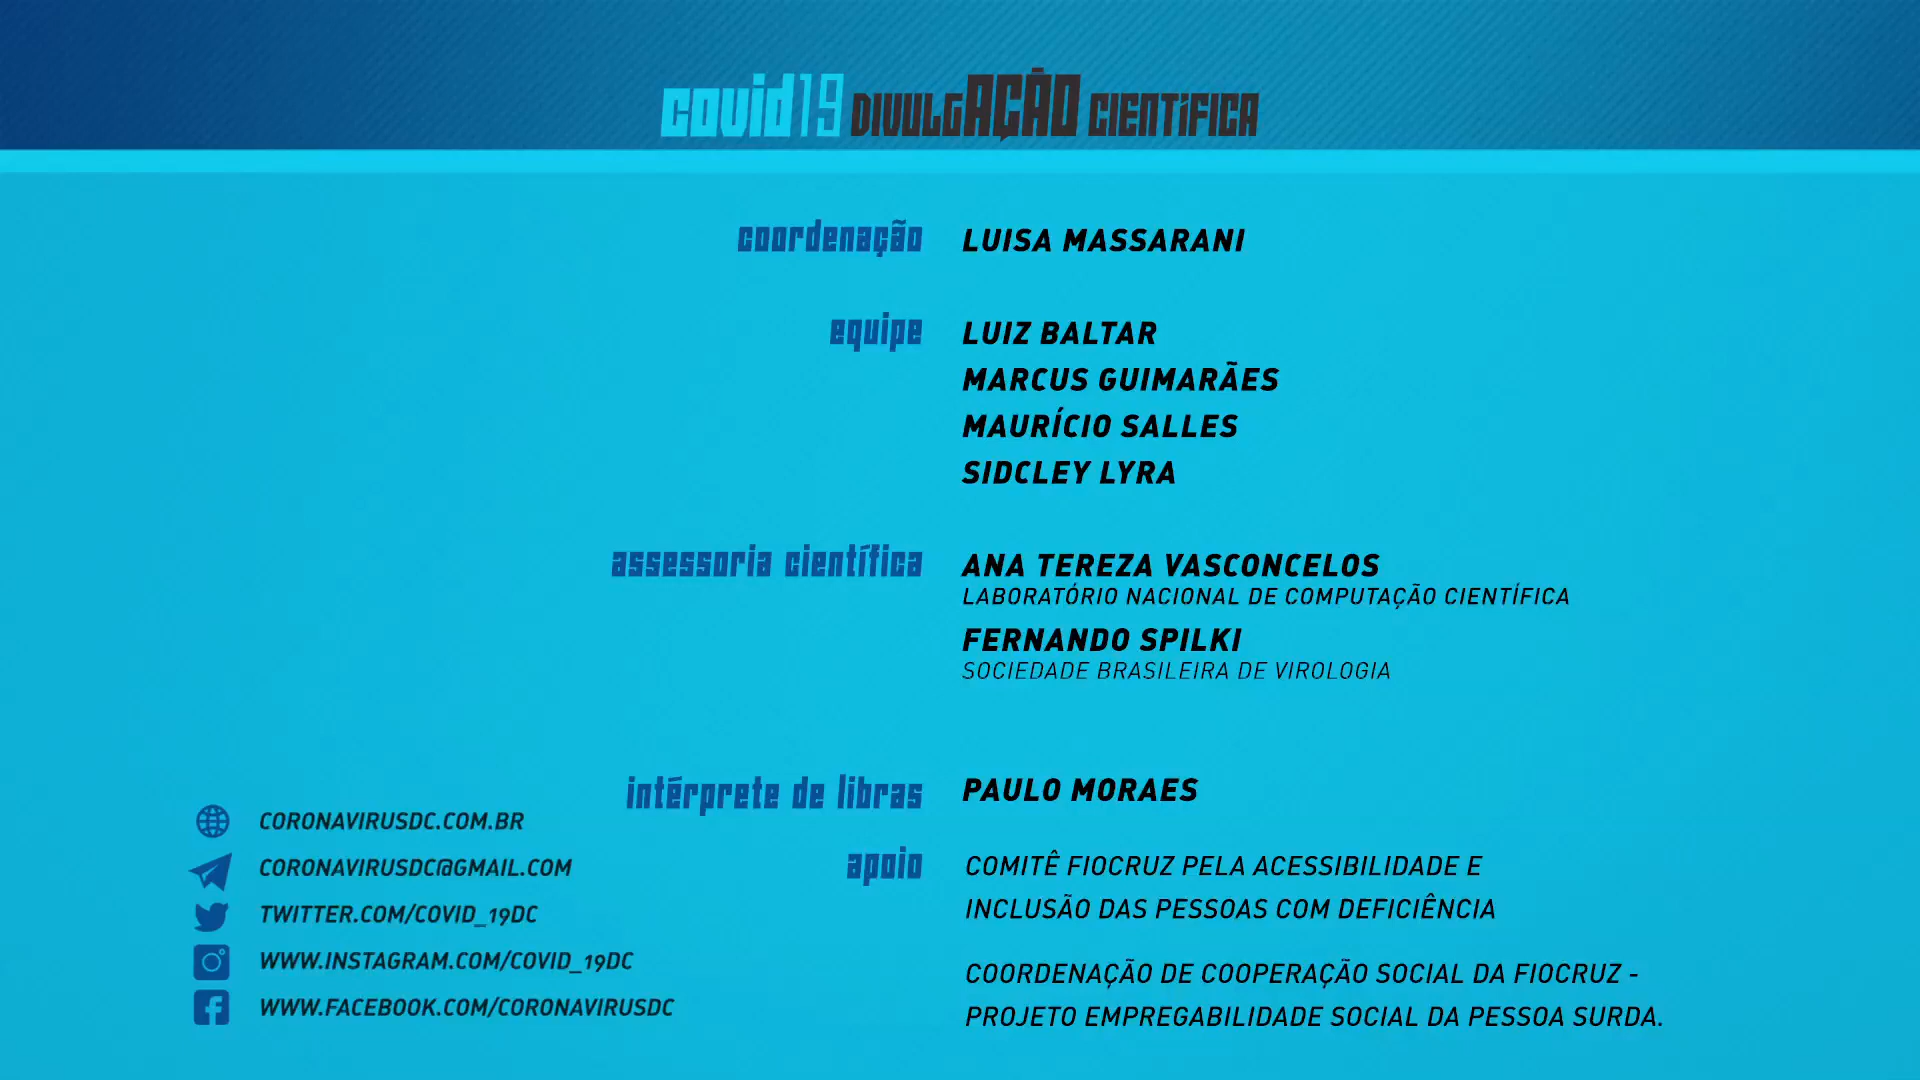 covid19 DIVULGAÇÃO CIENTÍFICA
coordenação LUISA MASSARANI
equipe LUIZ BALTAR
MARCUS GUIMARÃES
MAURÍCIO SALLES
SIDCLEY LYRA
assessoria científica ANA TEREZA VASCONCELOS
LABORATÓRIO NACIONAL DE COMPUTAÇÃO CIENTÍFICA
FERNANDO SPILKI
SOCIEDADE BRASILEIRA DE VIROLOGIA
intérprete de libras PAULO MORAES
apoio COMITÊ FIOCRUZ PELA ACESSIBILIDADE E
INCLUSÃO DAS PESSOAS COM DEFICIÊNCIA
COORDENAÇÃO DE COOPERAÇÃO SOCIAL DA FIOCRUZ -
PROJETO EMPREGABILIDADE SOCIAL DA PESSOA SURDA.
CORONAVIRUSDC.COM.BR
CORONAVIRUSDC@GMAIL.COM
TWITTER.COM/COVID_19DC
WWW.INSTAGRAM.COM/COVID_19DC
WWW.FACEBOOK.COM/CORONAVIRUSDC